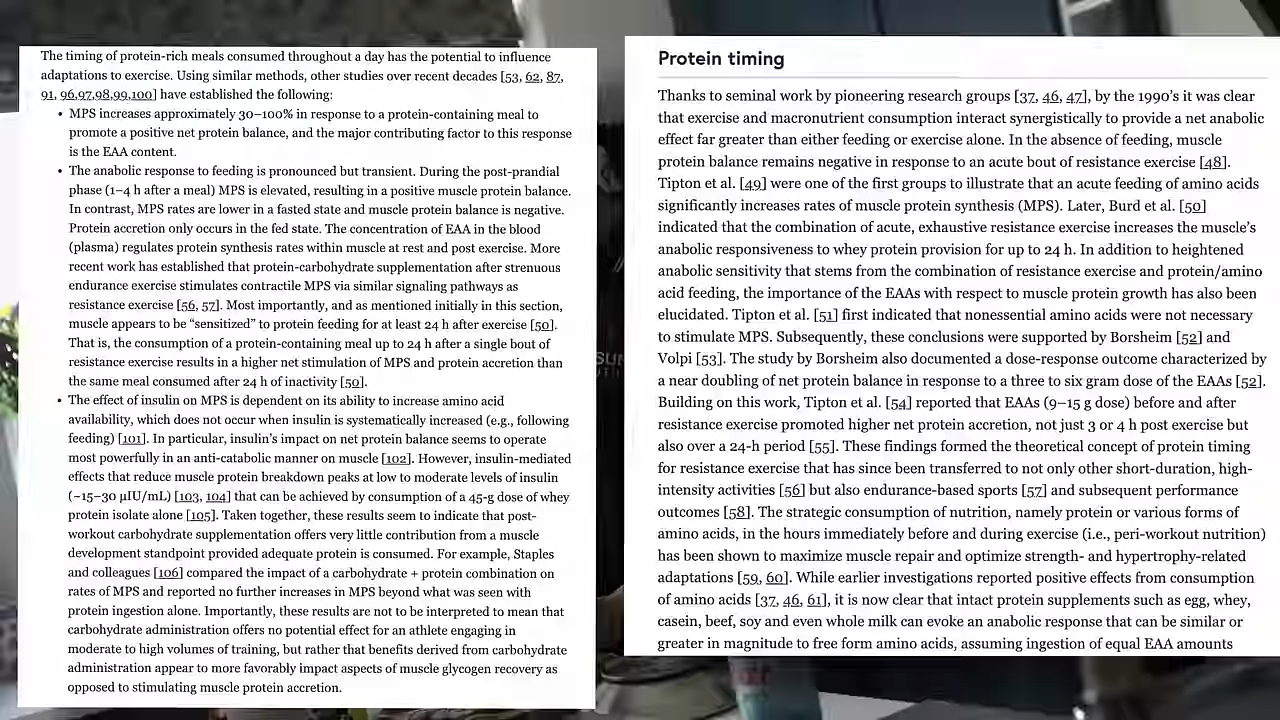 The timing of protein-rich meals consumed throughout a day has the potential to influence
adaptations to exercise. Using similar methods, other studies over recent decades [53, 62, 87,
91, 96,97,98,99,100] have established the following:
• MPS increases approximately 30–100% in response to a protein-containing meal to
promote a positive net protein balance, and the major contributing factor to this response
is the EAA content.
• The anabolic response to feeding is pronounced but transient. During the post-prandial
phase (1–4 h after a meal) MPS is elevated, resulting in a positive muscle protein balance.
In contrast, MPS rates are lower in a fasted state and muscle protein balance is negative.
Protein accretion only occurs in the fed state. The concentration of EAA in the blood
(plasma) regulates protein synthesis rates within muscle at rest and post exercise. More
recent work has established that protein-carbohydrate supplementation after strenuous
endurance exercise stimulates contractile MPS via similar signaling pathways as
resistance exercise [56, 57]. Most importantly, and as mentioned initially in this section,
muscle appears to be “sensitized” to protein feeding for at least 24 h after exercise [50].
That is, the consumption of a protein-containing meal up to 24 h after a single bout of
resistance exercise results in a higher net stimulation of MPS and protein accretion than
the same meal consumed after 24 h of inactivity [50].
• The effect of insulin on MPS is dependent on its ability to increase amino acid
availability, which does not occur when insulin is systematically increased (e.g., following
feeding) [101]. In particular, insulin’s impact on net protein balance seems to operate
most powerfully in an anti-catabolic manner on muscle [102]. However, insulin-mediated
effects that reduce muscle protein breakdown peaks at low to moderate levels of insulin
(~15–30 µIU/mL) [103, 104] that can be achieved by consumption of a 45-g dose of whey
protein isolate alone [105]. Taken together, these results seem to indicate that post-
workout carbohydrate supplementation offers very little contribution from a muscle
development standpoint provided adequate protein is consumed. For example, Staples
and colleagues [106] compared the impact of a carbohydrate + protein combination on
rates of MPS and reported no further increases in MPS beyond what was seen with
protein ingestion alone. Importantly, these results are not to be interpreted to mean that
carbohydrate administration offers no potential effect for an athlete engaging in
moderate to high volumes of training, but rather that benefits derived from carbohydrate
administration appear to more favorably impact aspects of muscle glycogen recovery as
opposed to stimulating muscle protein accretion.
Protein timing
Thanks to seminal work by pioneering research groups [37, 46, 47], by the 1990’s it was clear
that exercise and macronutrient consumption interact synergistically to provide a net anabolic
effect far greater than either feeding or exercise alone. In the absence of feeding, muscle
protein balance remains negative in response to an acute bout of resistance exercise [48].
Tipton et al. [49] were one of the first groups to illustrate that an acute feeding of amino acids
significantly increases rates of muscle protein synthesis (MPS). Later, Burd et al. [50]
indicated that the combination of acute, exhaustive resistance exercise increases the muscle’s
anabolic responsiveness to whey protein provision for up to 24 h. In addition to heightened
anabolic sensitivity that stems from the combination of resistance exercise and protein/amino
acid feeding, the importance of the EAAs with respect to muscle protein growth has also been
elucidated. Tipton et al. [51] first indicated that nonessential amino acids were not necessary
to stimulate MPS. Subsequently, these conclusions were supported by Borsheim [52] and
Volpi [53]. The study by Borsheim also documented a dose-response outcome characterized by
a near doubling of net protein balance in response to a three to six gram dose of the EAAs [52].
Building on this work, Tipton et al. [54] reported that EAAs (9–15 g dose) before and after
resistance exercise promoted higher net protein accretion, not just 3 or 4 h post exercise but
also over a 24-h period [55]. These findings formed the theoretical concept of protein timing
for resistance exercise that has since been transferred to not only other short-duration, high-
intensity activities [56] but also endurance-based sports [57] and subsequent performance
outcomes [58]. The strategic consumption of nutrition, namely protein or various forms of
amino acids, in the hours immediately before and during exercise (i.e., peri-workout nutrition)
has been shown to maximize muscle repair and optimize strength- and hypertrophy-related
adaptations [59, 60]. While earlier investigations reported positive effects from consumption
of amino acids [37, 46, 61], it is now clear that intact protein supplements such as egg, whey,
casein, beef, soy and even whole milk can evoke an anabolic response that can be similar or
greater in magnitude to free form amino acids, assuming ingestion of equal EAA amounts